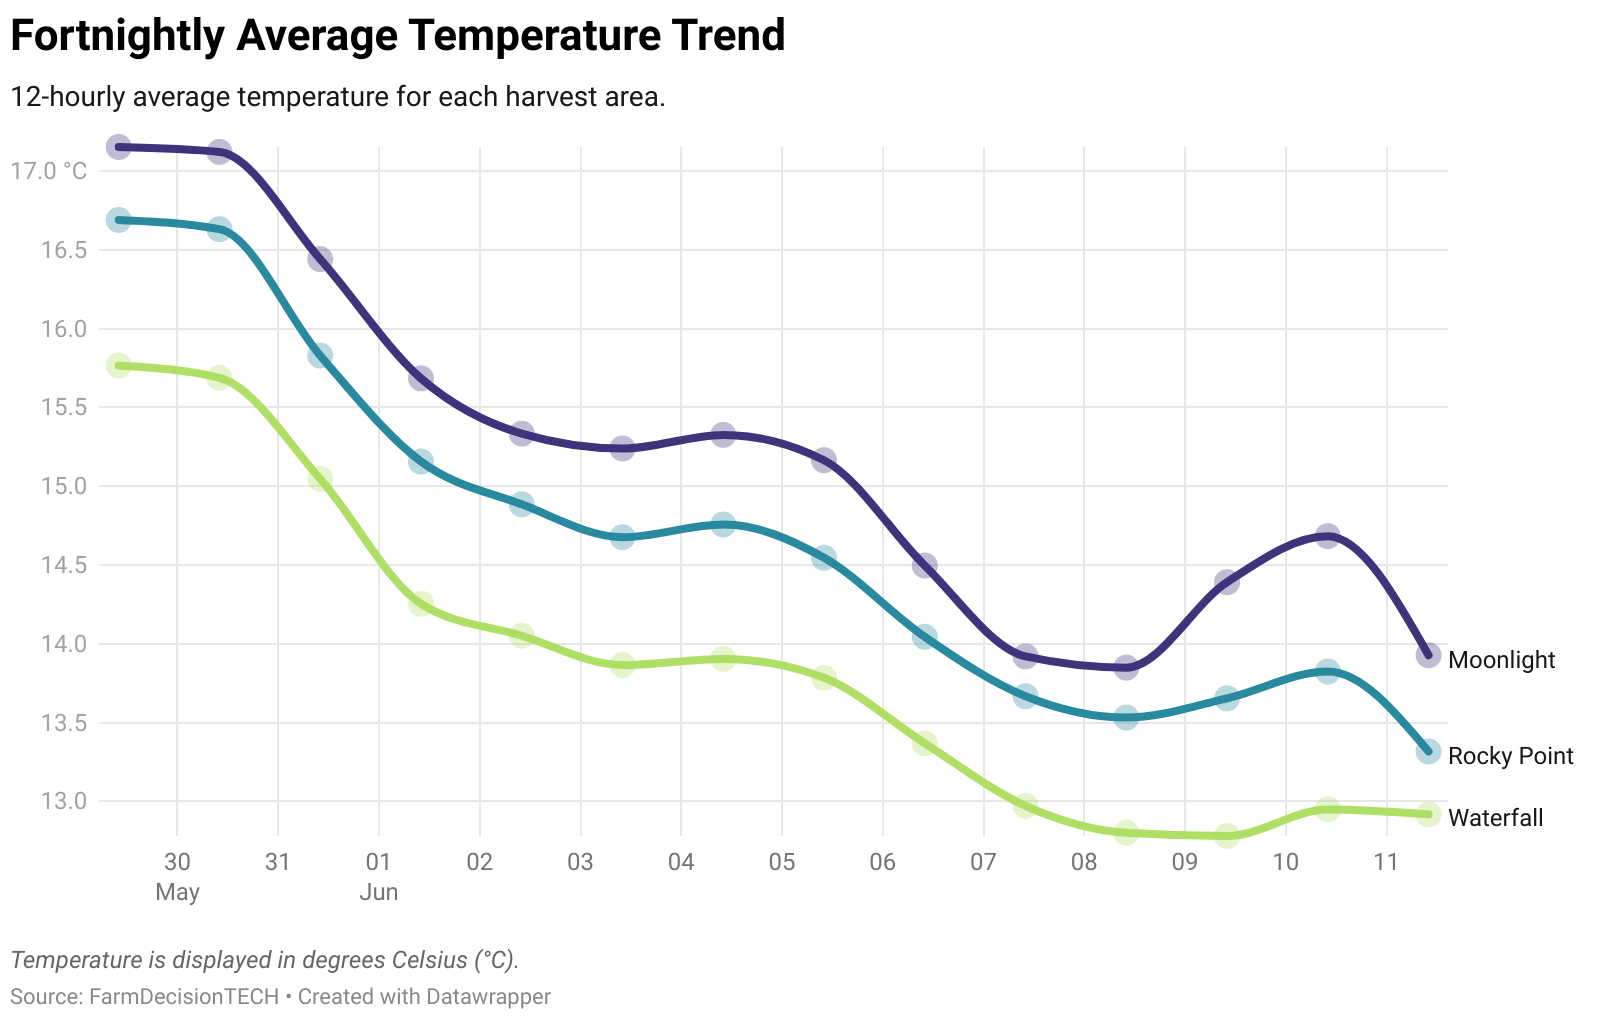 Fortnightly Average Temperature Trend
12-hourly average temperature for each harvest area.
17.0 °C
16.5
16.0
15.5
15.0
14.5
14.0
13.5
13.0
Moonlight
Rocky Point
Waterfall
30 31 01 02 03 04 05 06 07 08 09 10 11
May Jun
Temperature is displayed in degrees Celsius (°C).
Source: FarmDecisionTECH • Created with Datawrapper